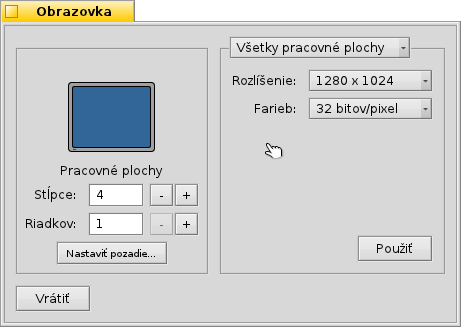 Obrazovka
Všetky pracovné plochy
Rozlíšenie: 1280 x 1024
Farieb: 32 bitov/pixel
Pracovné plochy
Stĺpce: 4 - +
Riadkov: 1 - +
Nastaviť pozadie...
Použiť
Vrátiť